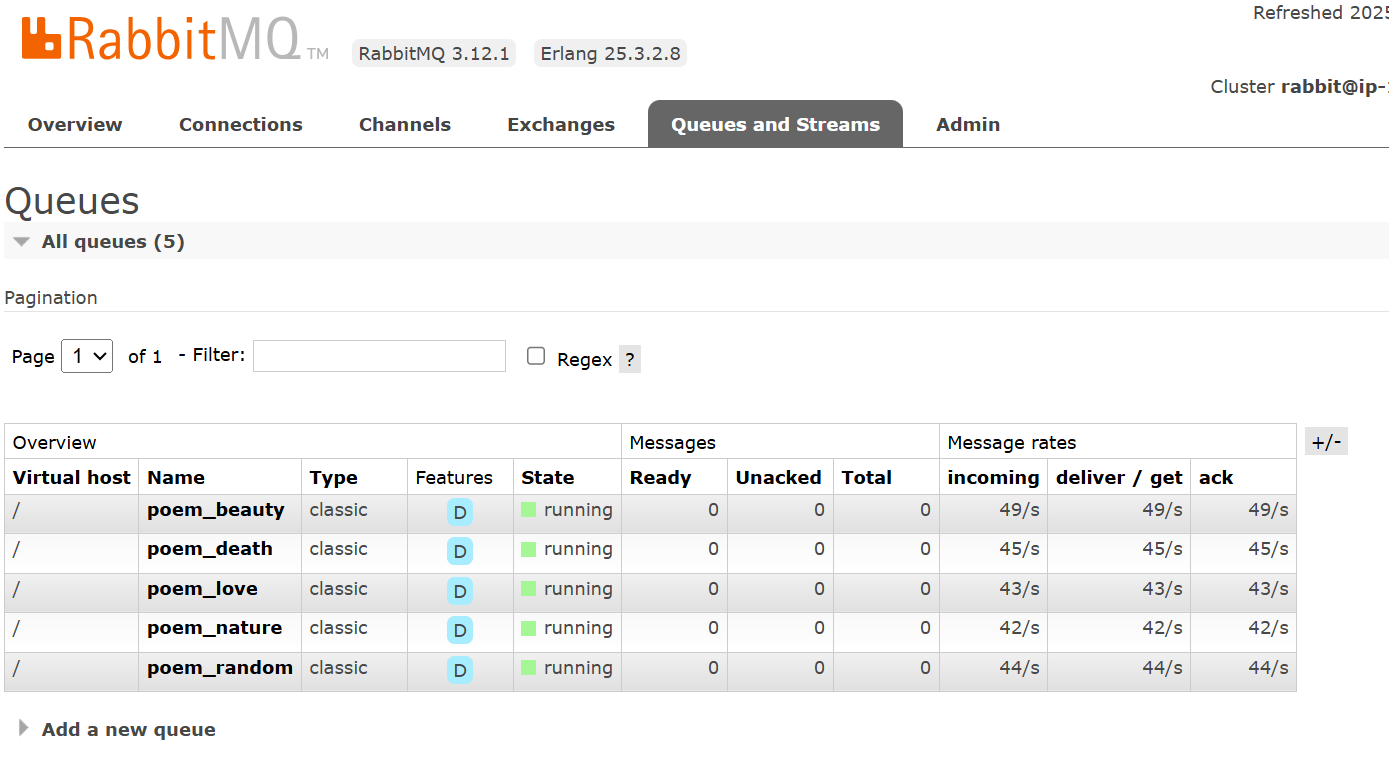 Refreshed 2025
RabbitMQ TM RabbitMQ 3.12.1 Erlang 25.3.2.8
Cluster rabbit@ip-
Overview Connections Channels Exchanges Queues and Streams Admin
Queues
All queues (5)
Pagination
Page 1 of 1 - Filter: Regex ?
Overview Messages Message rates +/-
Virtual host Name Type Features State Ready Unacked Total incoming deliver / get ack
/ poem_beauty classic D running 0 0 0 49/s 49/s 49/s
/ poem_death classic D running 0 0 0 45/s 45/s 45/s
/ poem_love classic D running 0 0 0 43/s 43/s 43/s
/ poem_nature classic D running 0 0 0 42/s 42/s 42/s
/ poem_random classic D running 0 0 0 44/s 44/s 44/s
Add a new queue